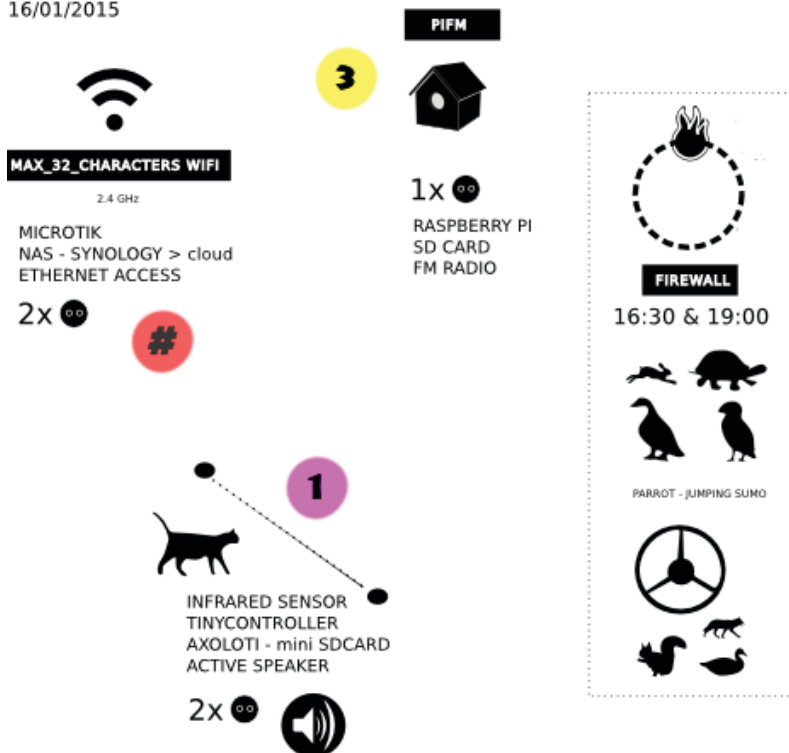 16/01/2015
MAX_32_CHARACTERS WIFI
2.4 GHz
MICROTIK
NAS - SYNOLOGY > cloud
ETHERNET ACCESS
2x
#
3
PIFM
1x
RASPBERRY PI
SD CARD
FM RADIO
1
INFRARED SENSOR
TINYCONTROLLER
AXOLOTI - mini SDCARD
ACTIVE SPEAKER
2x
FIREWALL
16:30 & 19:00
PARROT - JUMPING SUMO